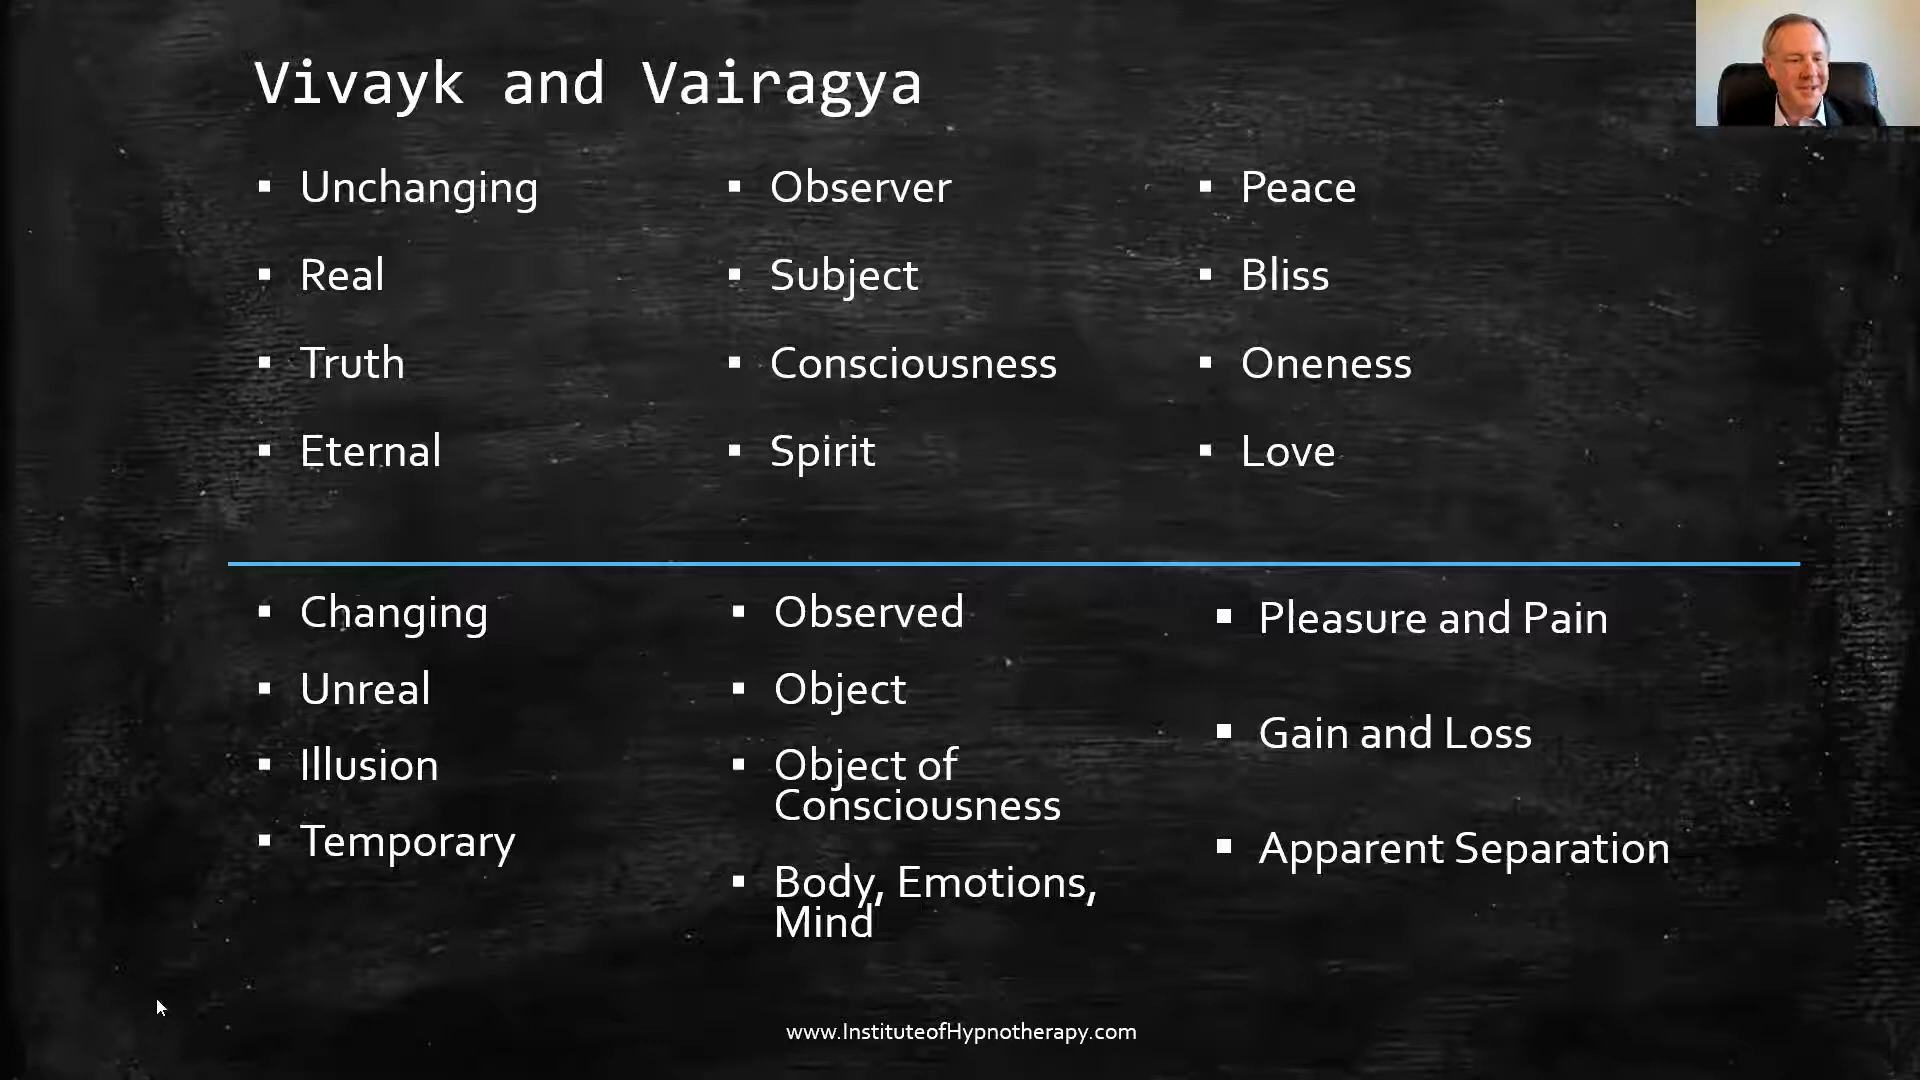 Vivayk and Vairagya
Unchanging
Real
Truth
Eternal
Observer
Subject
Consciousness
Spirit
Peace
Bliss
Oneness
Love
Changing
Unreal
Illusion
Temporary
Observed
Object
Object of
Consciousness
Body, Emotions,
Mind
Pleasure and Pain
Gain and Loss
Apparent Separation
www.InstituteofHypnotherapy.com